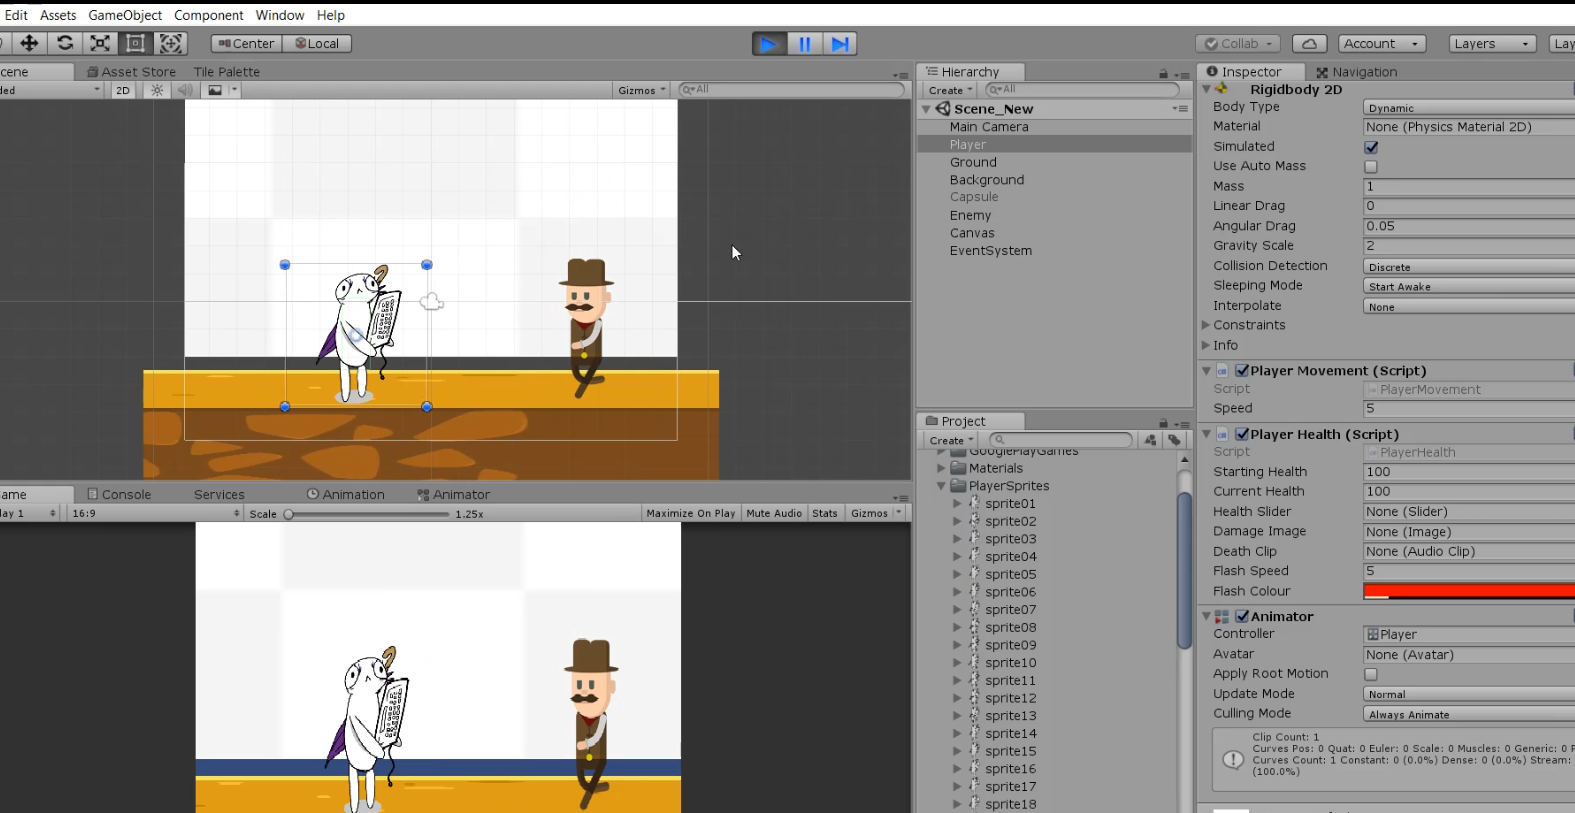 Edit Assets GameObject Component Window Help
Center Local
Collab Account Layers Lay
cene Asset Store Tile Palette
ded 2D Gizmos All
Hierarchy
Create All
Scene_New
Main Camera
Player
Ground
Background
Capsule
Enemy
Canvas
EventSystem
Project
Create
GooglePlayGames
Materials
PlayerSprites
sprite01
sprite02
sprite03
sprite04
sprite05
sprite06
sprite07
sprite08
sprite09
sprite10
sprite11
sprite12
sprite13
sprite14
sprite15
sprite16
sprite17
sprite18
Inspector Navigation
Rigidbody 2D
Body Type Dynamic
Material None (Physics Material 2D)
Simulated
Use Auto Mass
Mass 1
Linear Drag 0
Angular Drag 0.05
Gravity Scale 2
Collision Detection Discrete
Sleeping Mode Start Awake
Interpolate None
Constraints
Info
Player Movement (Script)
Script PlayerMovement
Speed 5
Player Health (Script)
Script PlayerHealth
Starting Health 100
Current Health 100
Health Slider None (Slider)
Damage Image None (Image)
Death Clip None (Audio Clip)
Flash Speed 5
Flash Colour
Animator
Controller Player
Avatar None (Avatar)
Apply Root Motion
Update Mode Normal
Culling Mode Always Animate
Clip Count: 1
Curves Pos: 0 Quat: 0 Euler: 0 Scale: 0 Muscles: 0 Generic: 0 P
Curves Count: 1 Constant: 0 (0.0%) Dense: 0 (0.0%) Stream:
(100.0%)
ame Console Services Animation Animator
lay 1 16:9 Scale 1.25x Maximize On Play Mute Audio Stats Gizmos